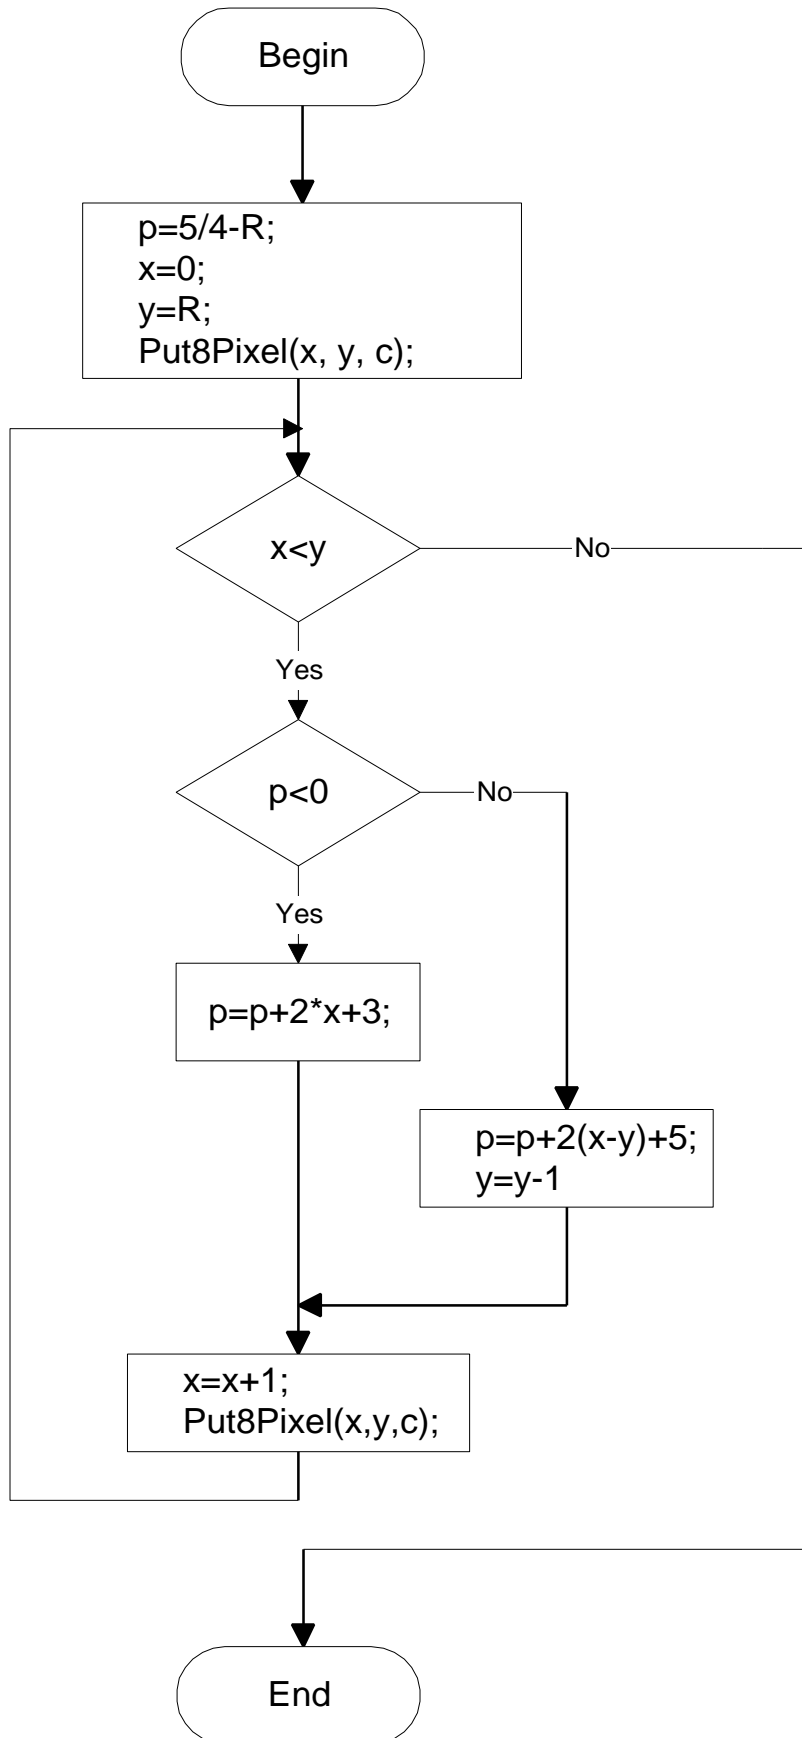 Begin
p=5/4-R;
x=0;
y=R;
Put8Pixel(x, y, c);
x<y
No
Yes
p<0
No
Yes
p=p+2*x+3;
p=p+2(x-y)+5;
y=y-1
x=x+1;
Put8Pixel(x,y,c);
End